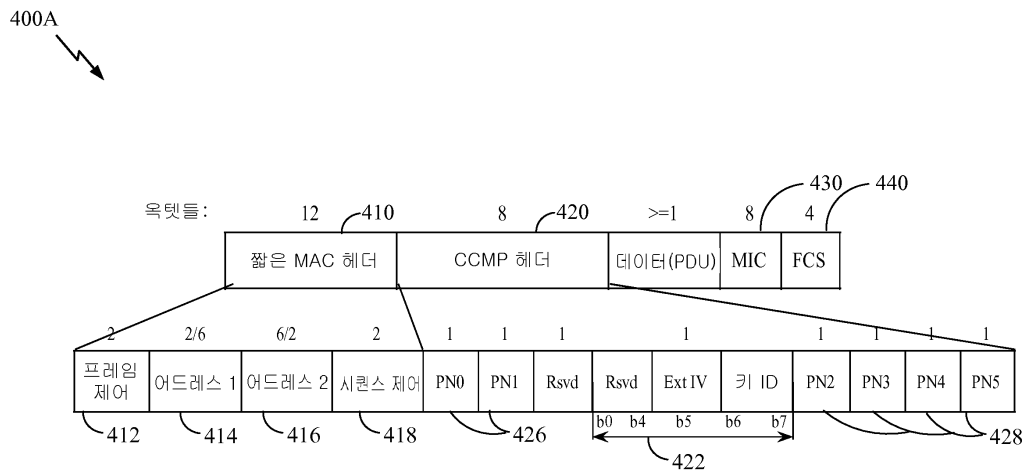 400A
430 440
옥텟들: 12 410 8 420 >=1 8 4
짧은 MAC 헤더 CCMP 헤더 데이터(PDU) MIC FCS
2 2/6 6/2 2 1 1 1 1 1 1 1 1
프레임 제어 어드레스 1 어드레스 2 시퀀스 제어 PN0 PN1 Rsvd Rsvd Ext IV 키 ID PN2 PN3 PN4 PN5
b0 b4 b5 b6 b7
412 414 416 418 426 422 428